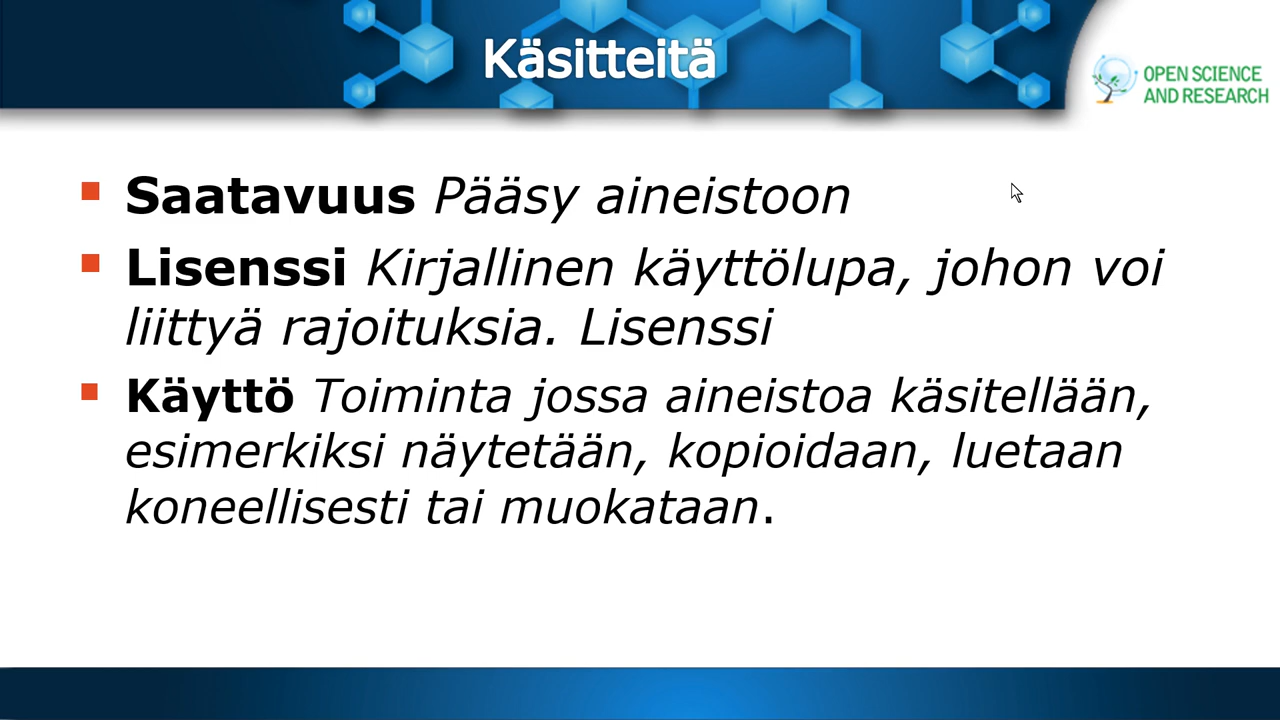 Käsitteitä
OPEN SCIENCE
AND RESEARCH
Saatavuus Pääsy aineistoon
Lisenssi Kirjallinen käyttölupa, johon voi
liittyä rajoituksia. Lisenssi
Käyttö Toiminta jossa aineistoa käsitellään,
esimerkiksi näytetään, kopioidaan, luetaan
koneellisesti tai muokataan.